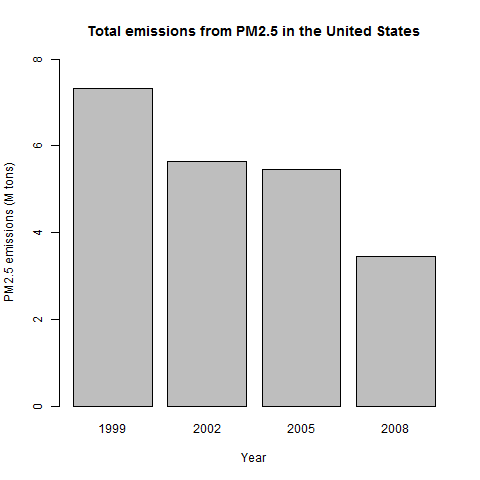 Total emissions from PM2.5 in the United States
PM2.5 emissions (M tons)
8
6
4
2
0
1999 2002 2005 2008
Year